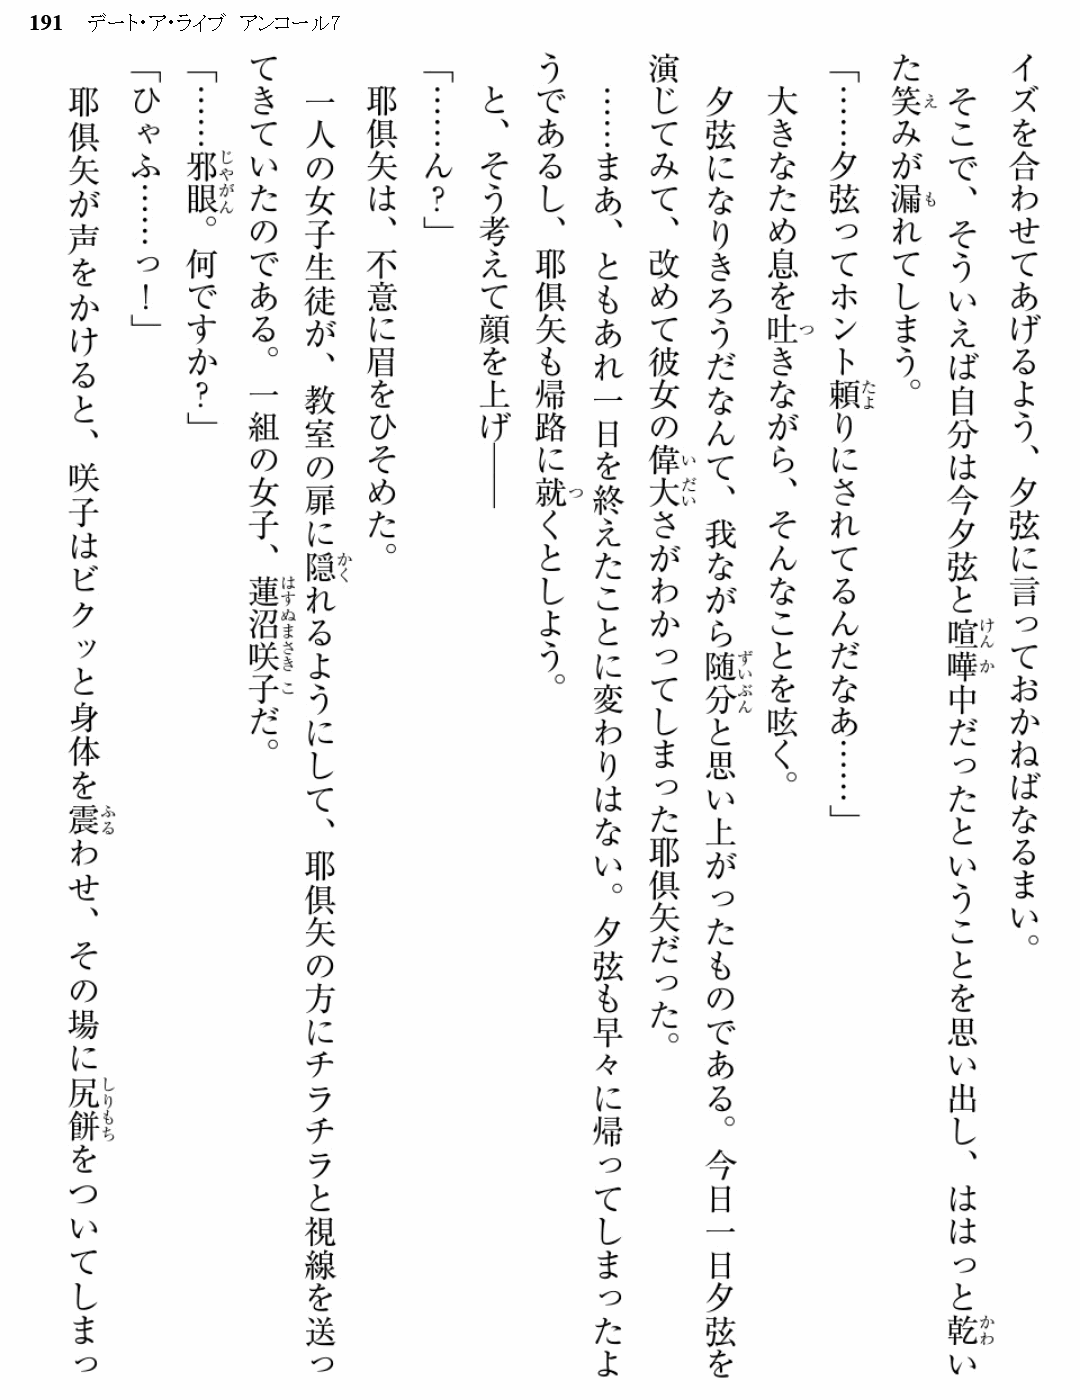 191 デート・ア・ライブ アンコール7
イズを合わせてあげるよう、夕弦に言っておかねばなるまい。
そこで、そういえば自分は今夕弦と喧嘩中だったということを思い出し、ははっと乾い
た笑みが漏れてしまう。
「……夕弦ってホント頼りにされてるんだなあ……」
大きなため息を吐きながら、そんなことを呟く。
夕弦になりきろうだなんて、我ながら随分と思い上がったものである。今日一日夕弦を
演じてみて、改めて彼女の偉大さがわかってしまった耶倶矢だった。
……まあ、ともあれ一日を終えたことに変わりはない。夕弦も早々に帰ってしまったよ
うであるし、耶倶矢も帰路に就くとしよう。
と、そう考えて顔を上げ――
「……ん？」
耶倶矢は、不意に眉をひそめた。
一人の女子生徒が、教室の扉に隠れるようにして、耶倶矢の方にチラチラと視線を送っ
てきていたのである。一組の女子、蓮沼咲子だ。
「……邪眼。何ですか？」
「ひゃふ……っ！」
耶倶矢が声をかけると、咲子はビクッと身体を震わせ、その場に尻餅をついてしまっ